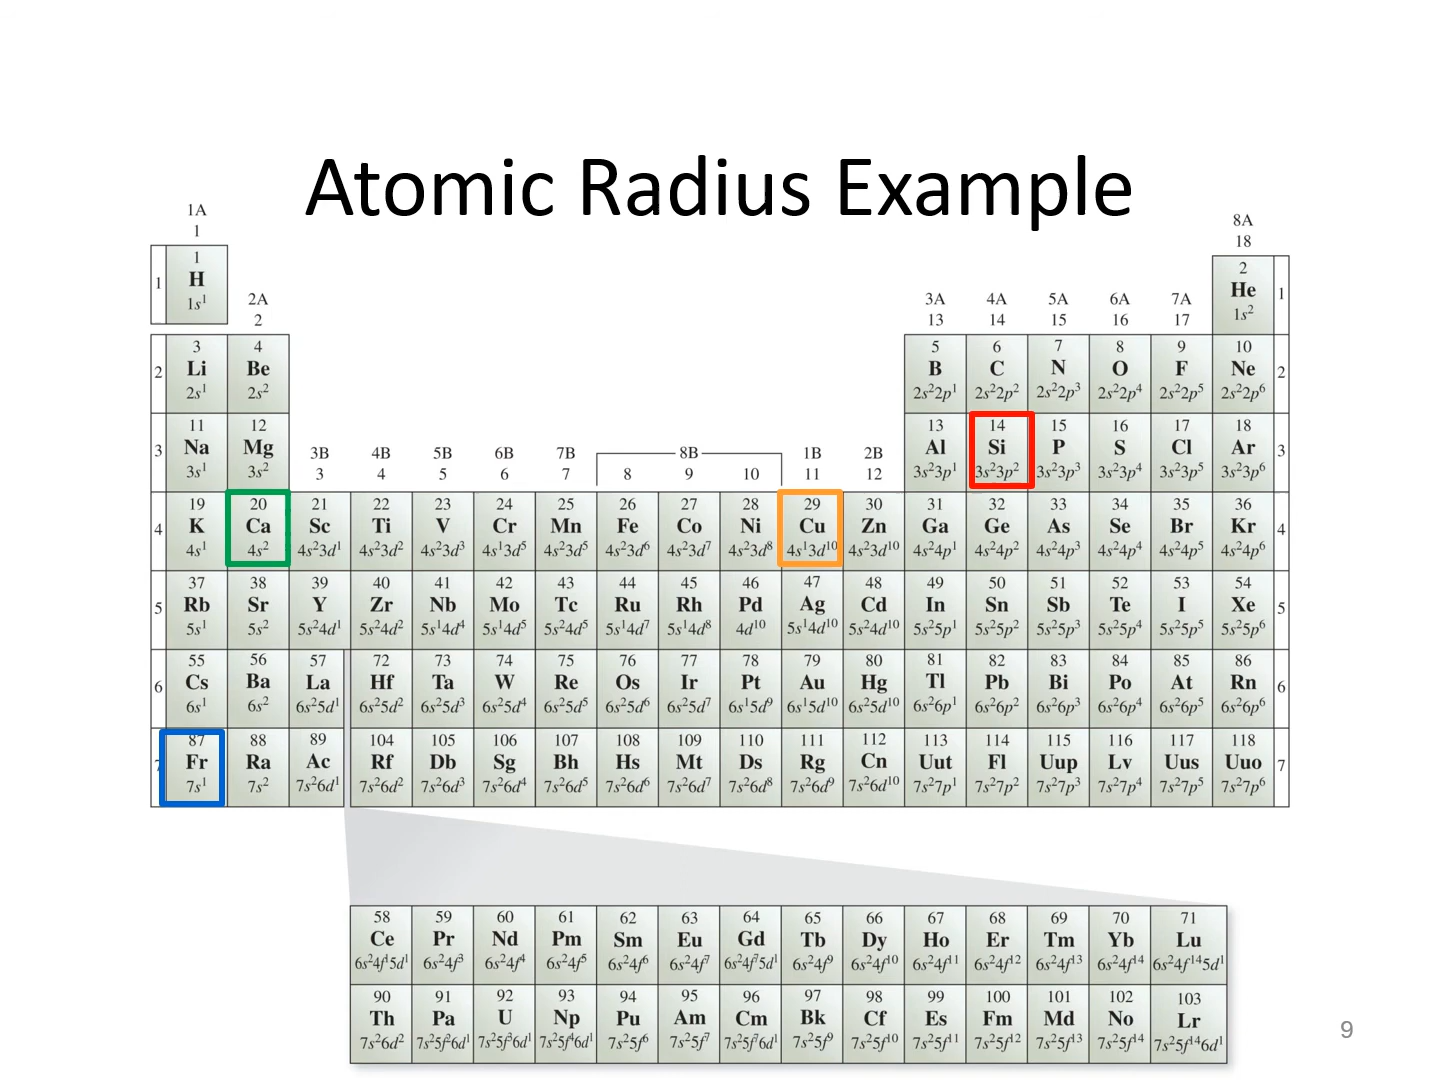 Atomic Radius Example
1A 8A
1 18
1 2
1 H He 1
1s¹ 2A 3A 4A 5A 6A 7A 1s²
2 13 14 15 16 17
3 4 5 6 7 8 9 10
2 Li Be B C N O F Ne 2
2s¹ 2s² 2s²2p¹ 2s²2p² 2s²2p³ 2s²2p⁴ 2s²2p⁵ 2s²2p⁶
11 12 13 14 15 16 17 18
3 Na Mg 3B 4B 5B 6B 7B 8B 1B 2B Al Si P S Cl Ar 3
3s¹ 3s² 3 4 5 6 7 8 9 10 11 12 3s²3p¹ 3s²3p² 3s²3p³ 3s²3p⁴ 3s²3p⁵ 3s²3p⁶
19 20 21 22 23 24 25 26 27 28 29 30 31 32 33 34 35 36
4 K Ca Sc Ti V Cr Mn Fe Co Ni Cu Zn Ga Ge As Se Br Kr 4
4s¹ 4s² 4s²3d¹ 4s²3d² 4s²3d³ 4s¹3d⁵ 4s²3d⁵ 4s²3d⁶ 4s²3d⁷ 4s²3d⁸ 4s¹3d¹⁰ 4s²3d¹⁰ 4s²4p¹ 4s²4p² 4s²4p³ 4s²4p⁴ 4s²4p⁵ 4s²4p⁶
37 38 39 40 41 42 43 44 45 46 47 48 49 50 51 52 53 54
5 Rb Sr Y Zr Nb Mo Tc Ru Rh Pd Ag Cd In Sn Sb Te I Xe 5
5s¹ 5s² 5s²4d¹ 5s²4d² 5s¹4d⁴ 5s¹4d⁵ 5s²4d⁵ 5s¹4d⁷ 5s¹4d⁸ 4d¹⁰ 5s¹4d¹⁰ 5s²4d¹⁰ 5s²5p¹ 5s²5p² 5s²5p³ 5s²5p⁴ 5s²5p⁵ 5s²5p⁶
55 56 57 72 73 74 75 76 77 78 79 80 81 82 83 84 85 86
6 Cs Ba La Hf Ta W Re Os Ir Pt Au Hg Tl Pb Bi Po At Rn 6
6s¹ 6s² 6s²5d¹ 6s²5d² 6s²5d³ 6s²5d⁴ 6s²5d⁵ 6s²5d⁶ 6s²5d⁷ 6s¹5d⁹ 6s¹5d¹⁰ 6s²5d¹⁰ 6s²6p¹ 6s²6p² 6s²6p³ 6s²6p⁴ 6s²6p⁵ 6s²6p⁶
87 88 89 104 105 106 107 108 109 110 111 112 113 114 115 116 117 118
7 Fr Ra Ac Rf Db Sg Bh Hs Mt Ds Rg Cn Uut Fl Uup Lv Uus Uuo 7
7s¹ 7s² 7s²6d¹ 7s²6d² 7s²6d³ 7s²6d⁴ 7s²6d⁵ 7s²6d⁶ 7s²6d⁷ 7s²6d⁸ 7s²6d⁹ 7s²6d¹⁰ 7s²7p¹ 7s²7p² 7s²7p³ 7s²7p⁴ 7s²7p⁵ 7s²7p⁶
58 59 60 61 62 63 64 65 66 67 68 69 70 71
Ce Pr Nd Pm Sm Eu Gd Tb Dy Ho Er Tm Yb Lu
6s²4f¹5d¹ 6s²4f³ 6s²4f⁴ 6s²4f⁵ 6s²4f⁶ 6s²4f⁷ 6s²4f⁷5d¹ 6s²4f⁹ 6s²4f¹⁰ 6s²4f¹¹ 6s²4f¹² 6s²4f¹³ 6s²4f¹⁴ 6s²4f¹⁴5d¹
90 91 92 93 94 95 96 97 98 99 100 101 102 103
Th Pa U Np Pu Am Cm Bk Cf Es Fm Md No Lr
7s²6d² 7s²5f²6d¹ 7s²5f³6d¹ 7s²5f⁴6d¹ 7s²5f⁶ 7s²5f⁷ 7s²5f⁷6d¹ 7s²5f⁹ 7s²5f¹⁰ 7s²5f¹¹ 7s²5f¹² 7s²5f¹³ 7s²5f¹⁴ 7s²5f¹⁴6d¹
9